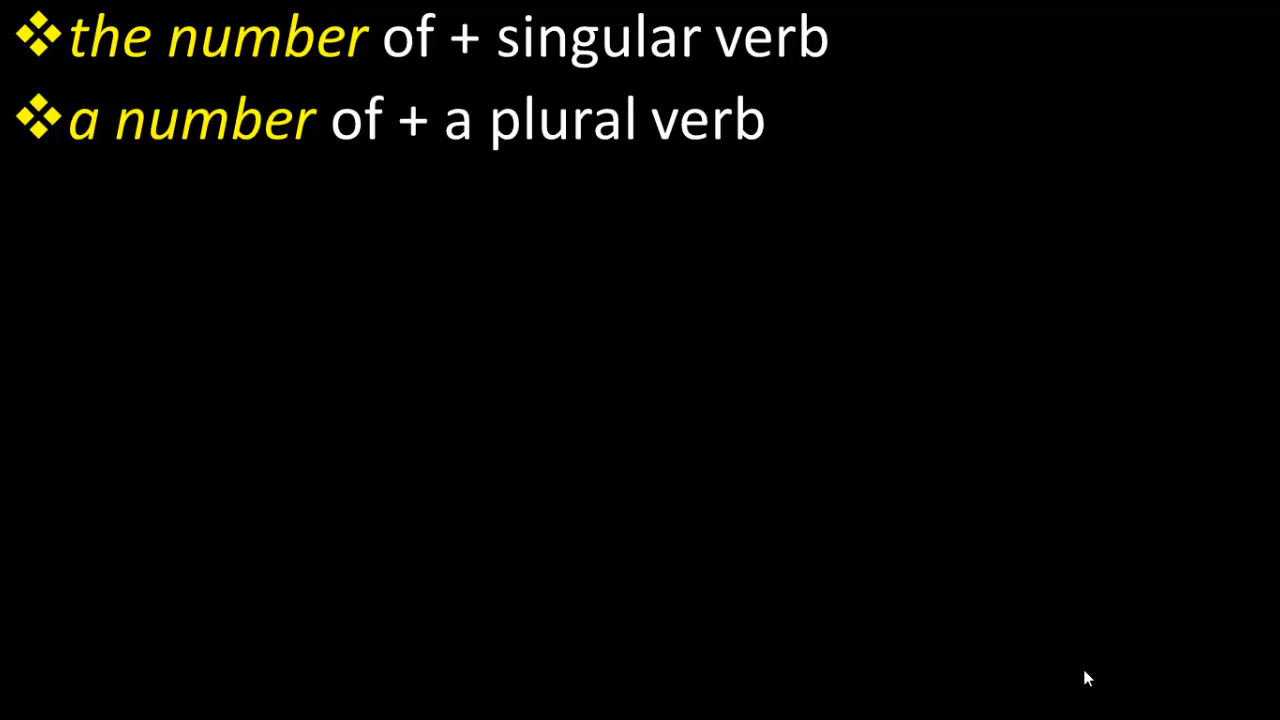 ❖the number of + singular verb
❖a number of + a plural verb